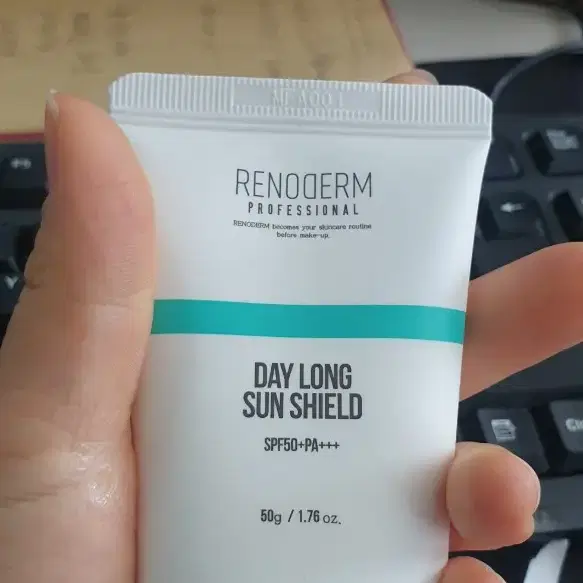 RENODERM
PROFESSIONAL
RENODERM becomes your skincare routine
before make-up.
DAY LONG
SUN SHIELD
SPF50+PA+++
50g / 1.76 oz.